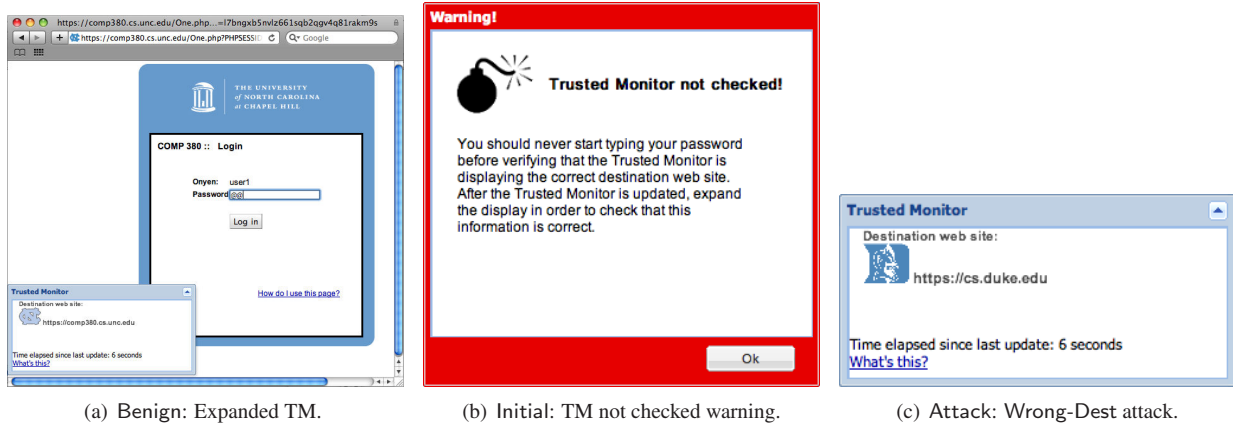 https://comp380.cs.unc.edu/One.php...=l7bngxb5nvlz661sqb2qgv4q81rakm9s
https://comp380.cs.unc.edu/One.php?PHPSESSID
Google
THE UNIVERSITY
of NORTH CAROLINA
at CHAPEL HILL
COMP 380 :: Login
Onyen: user1
Password @@
Log in
How do I use this page?
Trusted Monitor
Destination web site:
https://comp380.cs.unc.edu
Time elapsed since last update: 6 seconds
What's this?
(a) Benign: Expanded TM.
Warning!
Trusted Monitor not checked!
You should never start typing your password
before verifying that the Trusted Monitor is
displaying the correct destination web site.
After the Trusted Monitor is updated, expand
the display in order to check that this
information is correct.
Ok
(b) Initial: TM not checked warning.
Trusted Monitor
Destination web site:
https://cs.duke.edu
Time elapsed since last update: 6 seconds
What's this?
(c) Attack: Wrong-Dest attack.